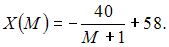 X(M) = −40/(M+1) + 58.